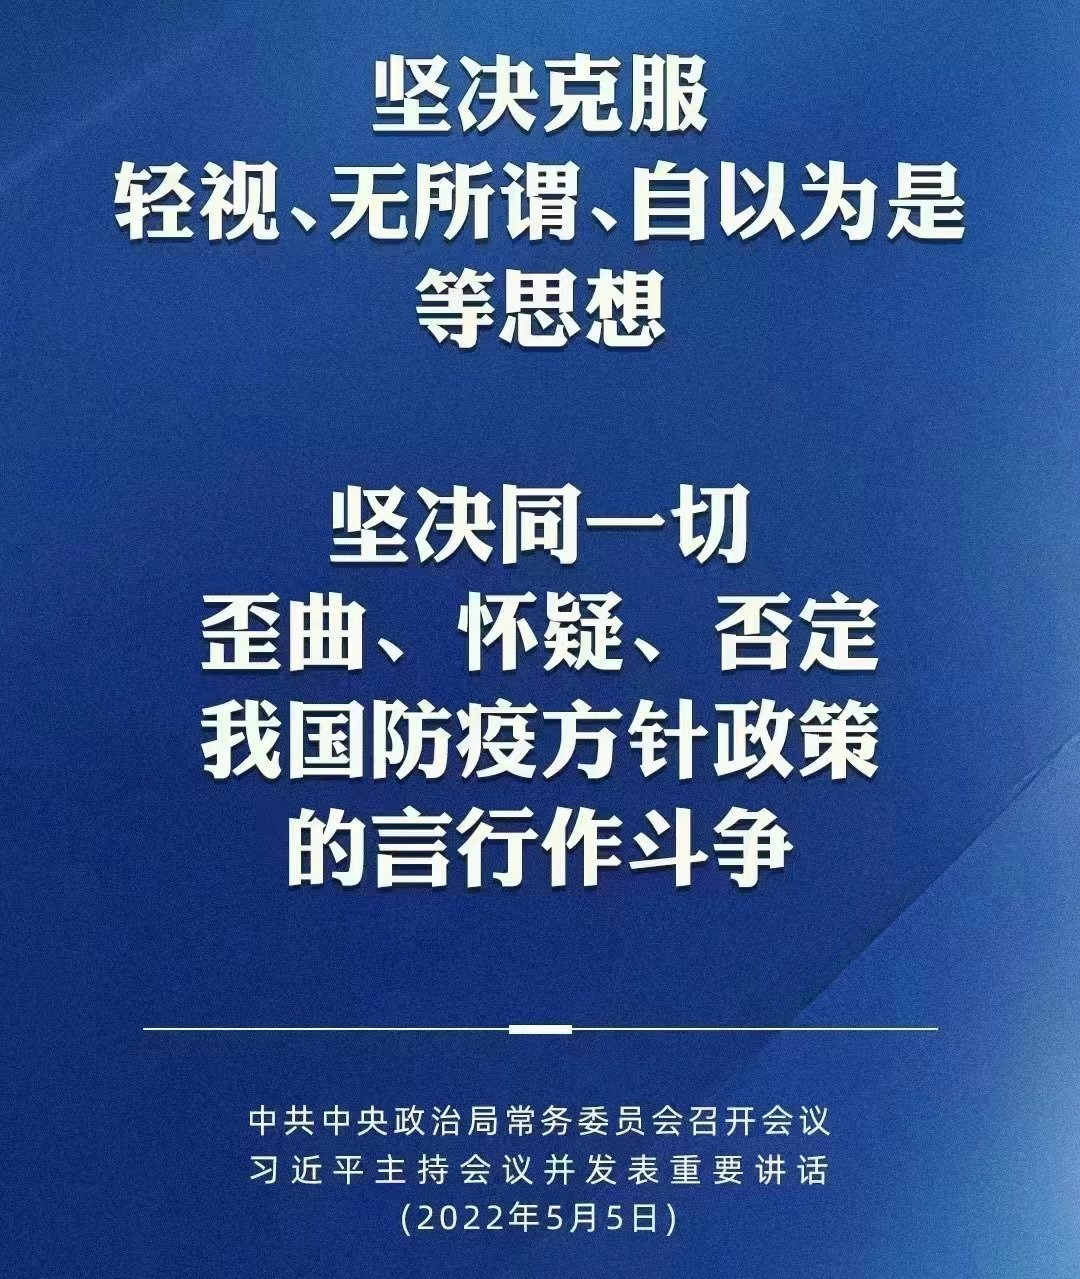 坚决克服
轻视、无所谓、自以为是
等思想
坚决同一切
歪曲、怀疑、否定
我国防疫方针政策
的言行作斗争
中共中央政治局常务委员会召开会议
习近平主持会议并发表重要讲话
(2022年5月5日)